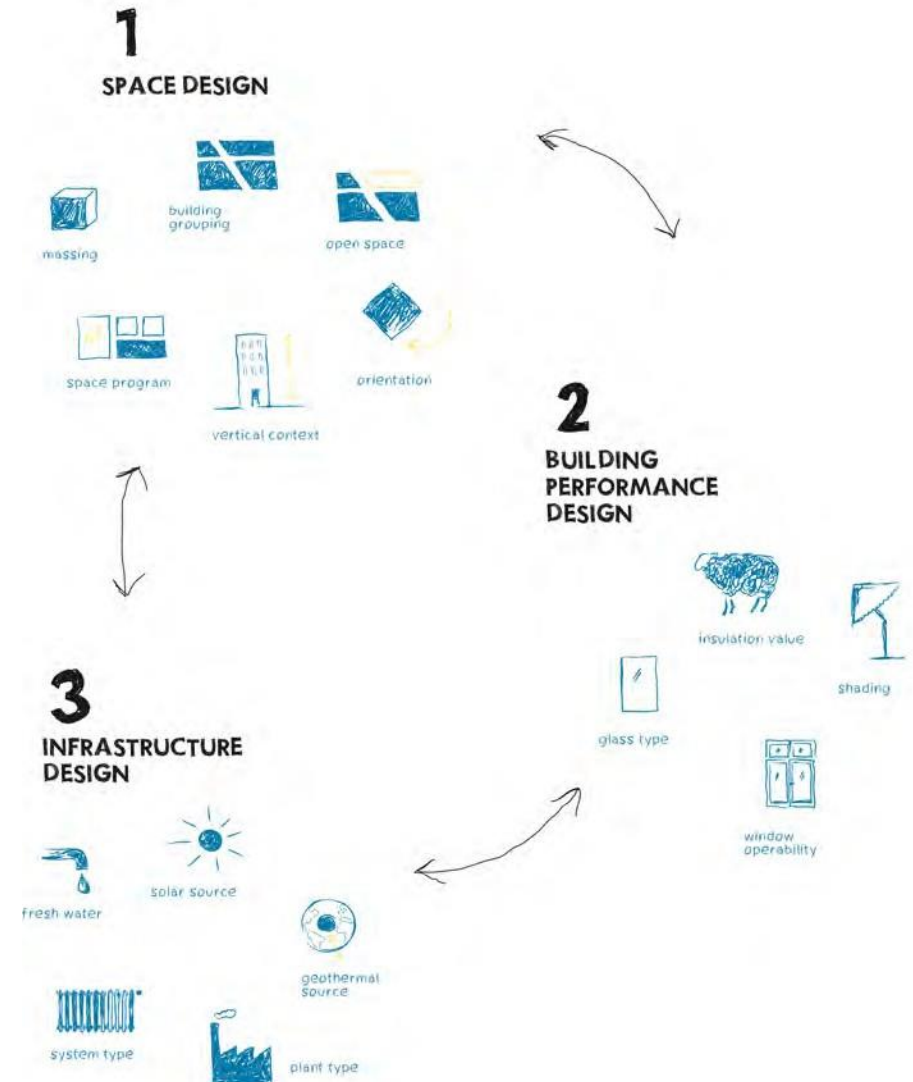 1
SPACE DESIGN
massing
building
grouping
open space
space program
vertical context
orientation
2
BUILDING
PERFORMANCE
DESIGN
insulation value
shading
glass type
window
operability
3
INFRASTRUCTURE
DESIGN
fresh water
solar source
geothermal
source
system type
plant type